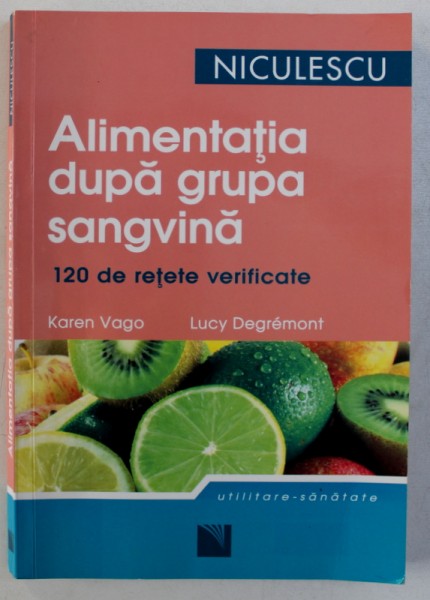 NICULESCU
Alimentaţia
după grupa
sangvină
120 de reţete verificate
Karen Vago Lucy Degrémont
utilitare-sănătate
NICULESCU
Alimentaţia după grupa sangvină